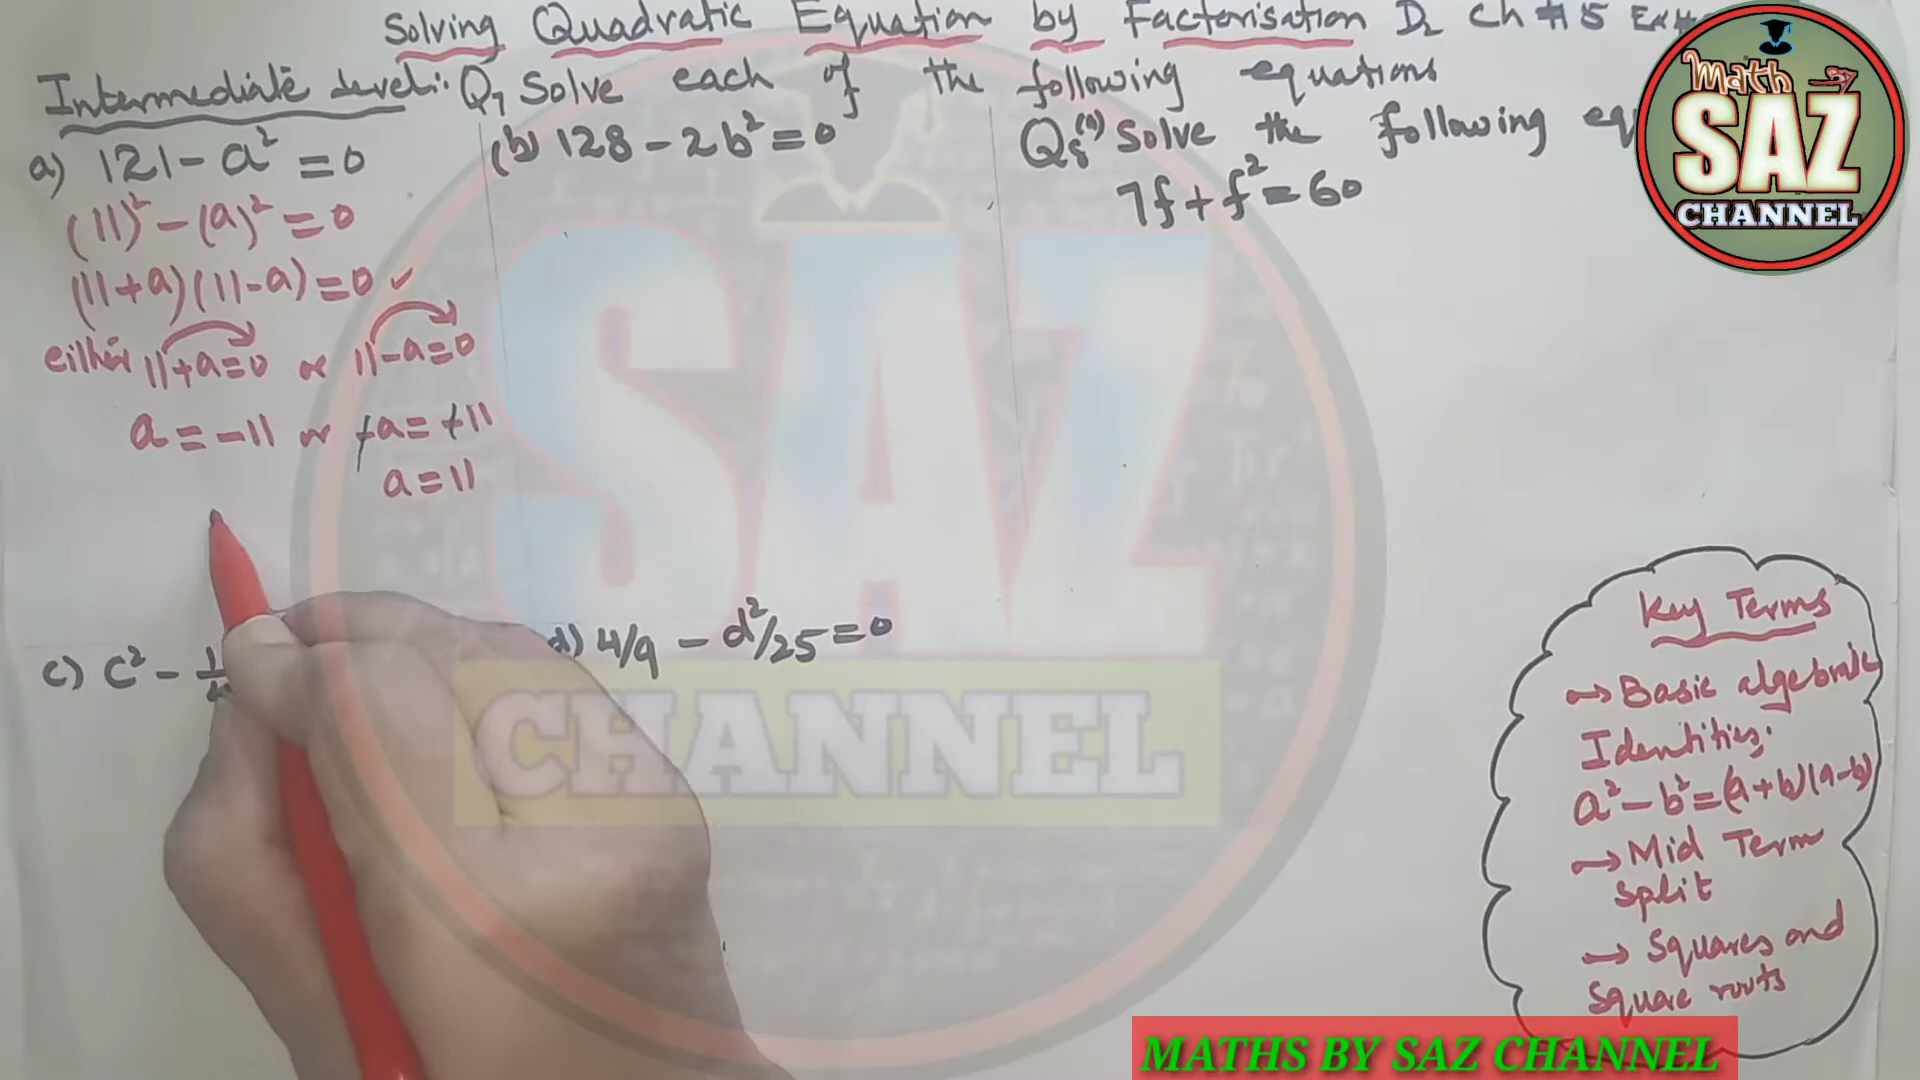 Solving Quadratic Equation by Factorisation D2 Ch # 5
Intermediate level: Q7 Solve each of the following equations
a) 121 - a² = 0
(11)² - (a)² = 0
(11+a)(11-a) = 0 ✓
either 11+a=0 or 11-a=0
a = -11 or -a = +11
a = 11
(b) 128 - 2b² = 0
Q8 (a) Solve the following
7f + f² = 60
c) c² - 1
d) 4/9 - d²/25 = 0
Key Terms
→ Basic algebraic
Identities.
a² - b² = (a+b)(a-b)
→ Mid Term
split
→ Squares and
Square roots
Math
SAZ
CHANNEL
SAZ
CHANNEL
MATHS BY SAZ CHANNEL